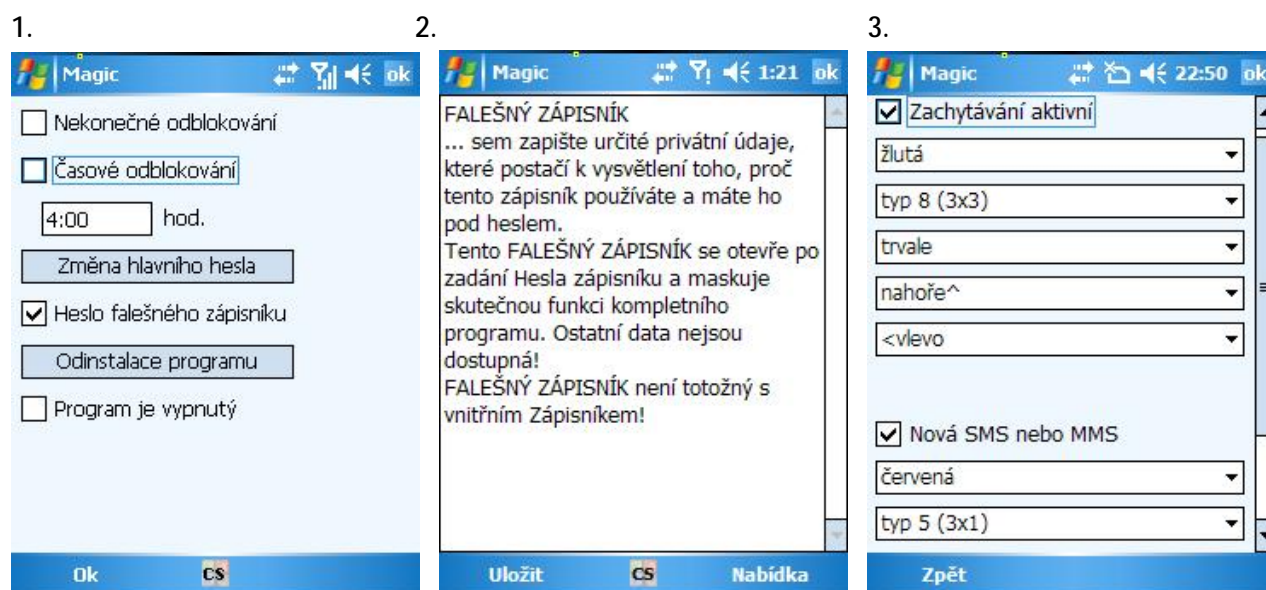 1.
Magic
ok
Nekonečné odblokování
Časové odblokování
4:00 hod.
Změna hlavního hesla
Heslo falešného zápisníku
Odinstalace programu
Program je vypnutý
Ok CS
2.
Magic 1:21 ok
FALEŠNÝ ZÁPISNÍK
... sem zapište určité privátní údaje,
které postačí k vysvětlení toho, proč
tento zápisník používáte a máte ho
pod heslem.
Tento FALEŠNÝ ZÁPISNÍK se otevře po
zadání Hesla zápisníku a maskuje
skutečnou funkci kompletního
programu. Ostatní data nejsou
dostupná!
FALEŠNÝ ZÁPISNÍK není totožný s
vnitřním Zápisníkem!
Uložit CS Nabídka
3.
Magic 22:50 ok
Zachytávání aktivní
žlutá
typ 8 (3x3)
trvale
nahoře^
<vlevo
Nová SMS nebo MMS
červená
typ 5 (3x1)
Zpět